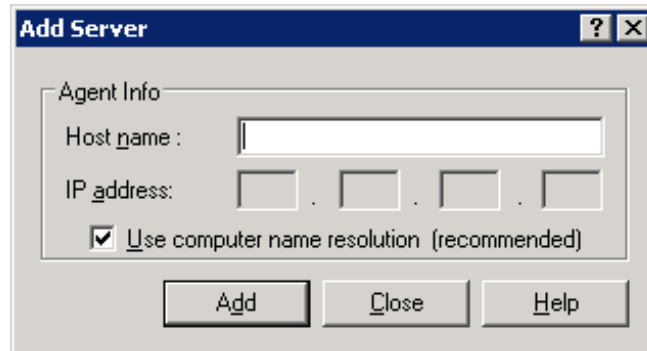 Add Server
Agent Info
Host name :
IP address: . . .
Use computer name resolution (recommended)
Add Close Help